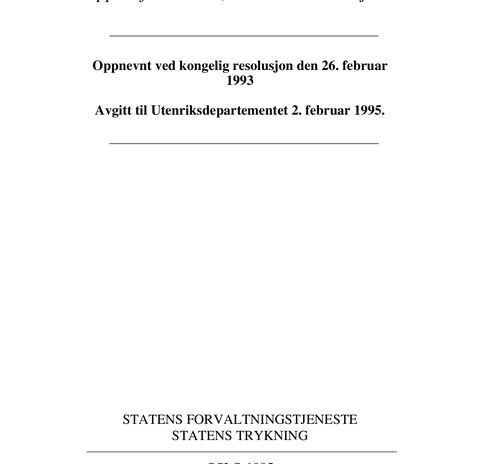 Oppnevnt ved kongelig resolusjon den 26. februar
1993
Avgitt til Utenriksdepartementet 2. februar 1995.
STATENS FORVALTNINGSTJENESTE
STATENS TRYKNING